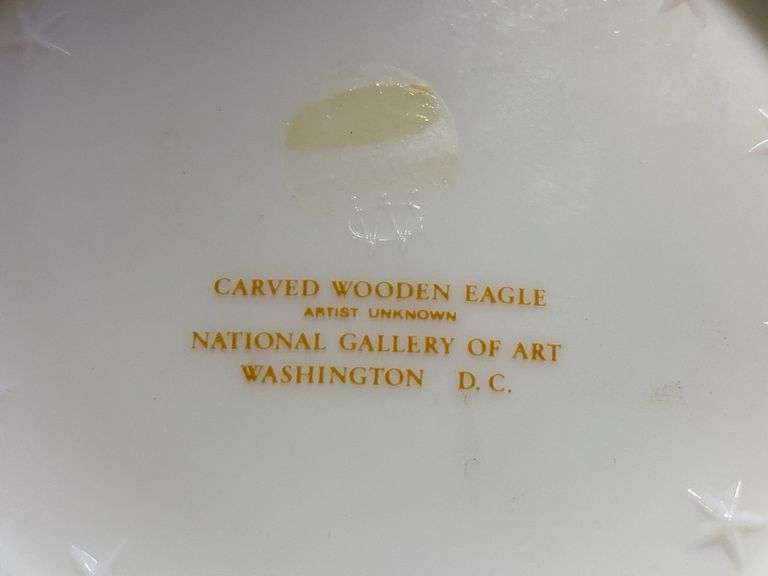 CARVED WOODEN EAGLE
ARTIST UNKNOWN
NATIONAL GALLERY OF ART
WASHINGTON D.C.